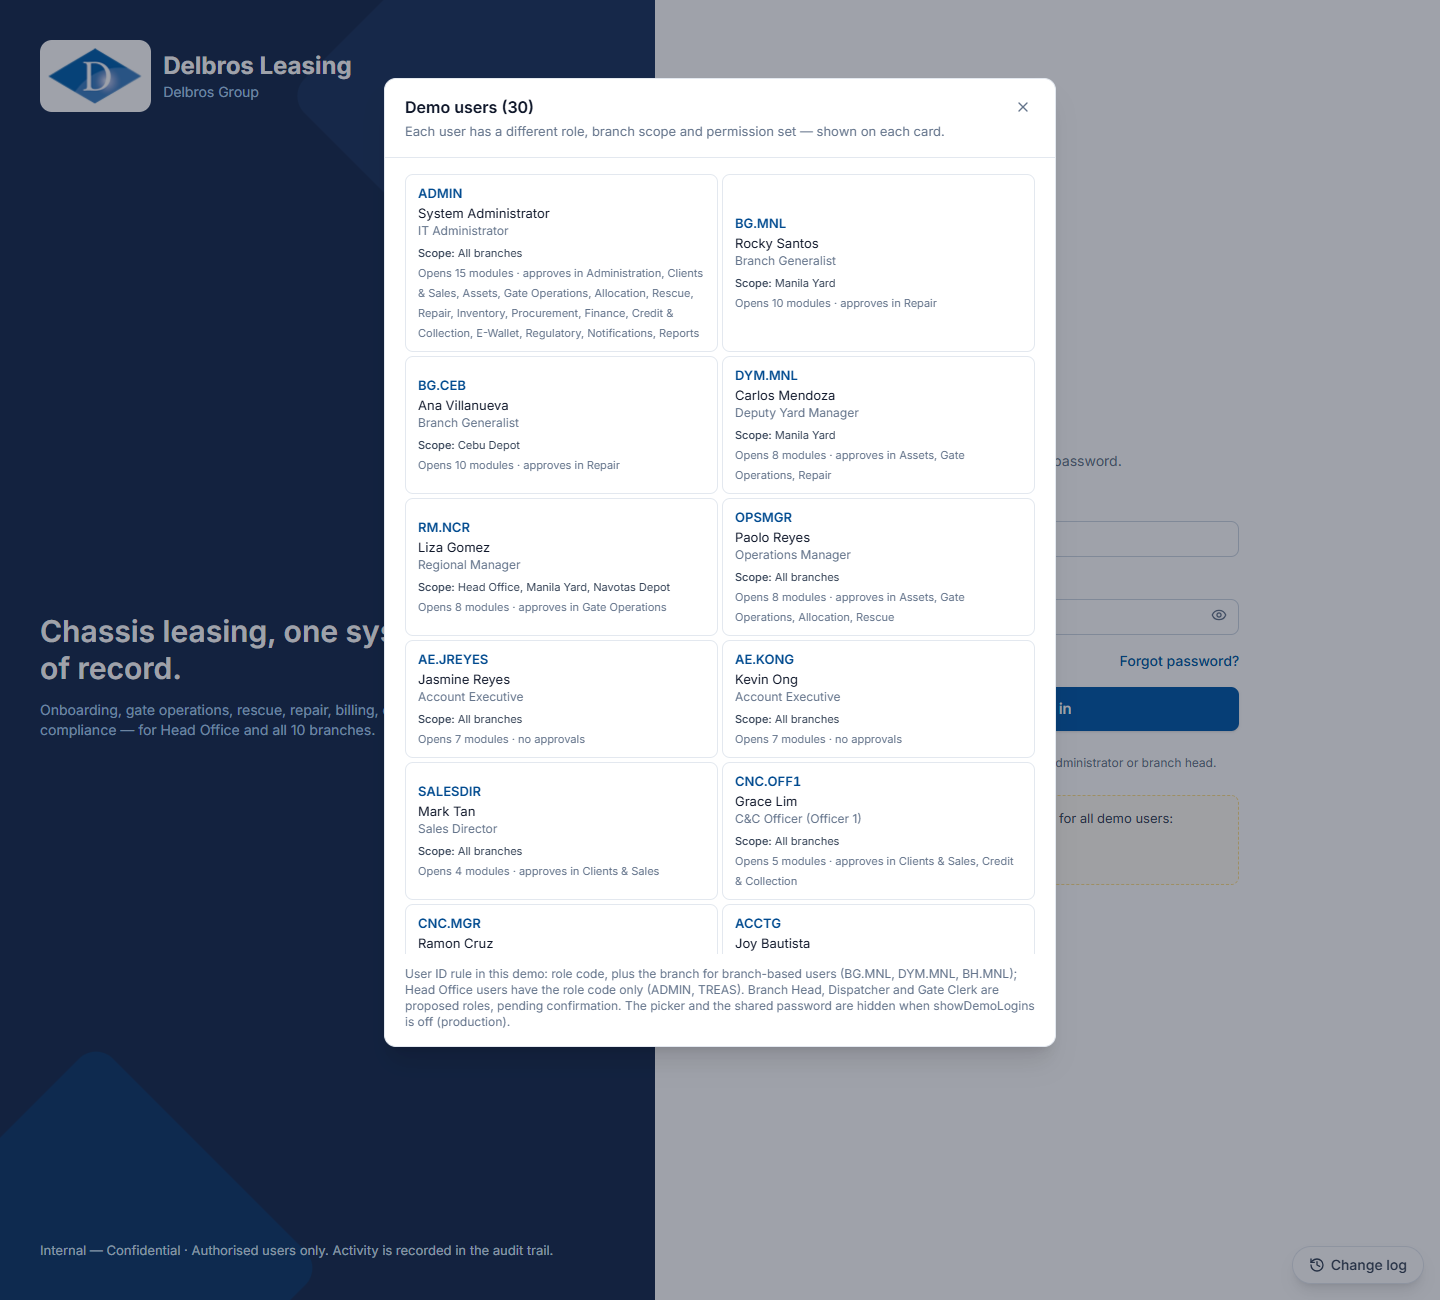 D
Delbros Leasing
Delbros Group
Chassis leasing, one sys
of record.
Onboarding, gate operations, rescue, repair, billing,
compliance — for Head Office and all 10 branches.
Internal — Confidential · Authorised users only. Activity is recorded in the audit trail.
Demo users (30)
Each user has a different role, branch scope and permission set — shown on each card.
ADMIN
System Administrator
IT Administrator
Scope: All branches
Opens 15 modules · approves in Administration, Clients
& Sales, Assets, Gate Operations, Allocation, Rescue,
Repair, Inventory, Procurement, Finance, Credit &
Collection, E-Wallet, Regulatory, Notifications, Reports
BG.MNL
Rocky Santos
Branch Generalist
Scope: Manila Yard
Opens 10 modules · approves in Repair
BG.CEB
Ana Villanueva
Branch Generalist
Scope: Cebu Depot
Opens 10 modules · approves in Repair
DYM.MNL
Carlos Mendoza
Deputy Yard Manager
Scope: Manila Yard
Opens 8 modules · approves in Assets, Gate
Operations, Repair
RM.NCR
Liza Gomez
Regional Manager
Scope: Head Office, Manila Yard, Navotas Depot
Opens 8 modules · approves in Gate Operations
OPSMGR
Paolo Reyes
Operations Manager
Scope: All branches
Opens 8 modules · approves in Assets, Gate
Operations, Allocation, Rescue
AE.JREYES
Jasmine Reyes
Account Executive
Scope: All branches
Opens 7 modules · no approvals
AE.KONG
Kevin Ong
Account Executive
Scope: All branches
Opens 7 modules · no approvals
SALESDIR
Mark Tan
Sales Director
Scope: All branches
Opens 4 modules · approves in Clients & Sales
CNC.OFF1
Grace Lim
C&C Officer (Officer 1)
Scope: All branches
Opens 5 modules · approves in Clients & Sales, Credit
& Collection
CNC.MGR
Ramon Cruz
ACCTG
Joy Bautista
User ID rule in this demo: role code, plus the branch for branch-based users (BG.MNL, DYM.MNL, BH.MNL);
Head Office users have the role code only (ADMIN, TREAS). Branch Head, Dispatcher and Gate Clerk are
proposed roles, pending confirmation. The picker and the shared password are hidden when showDemoLogins
is off (production).
password.
Forgot password?
in
dministrator or branch head.
for all demo users:
Change log